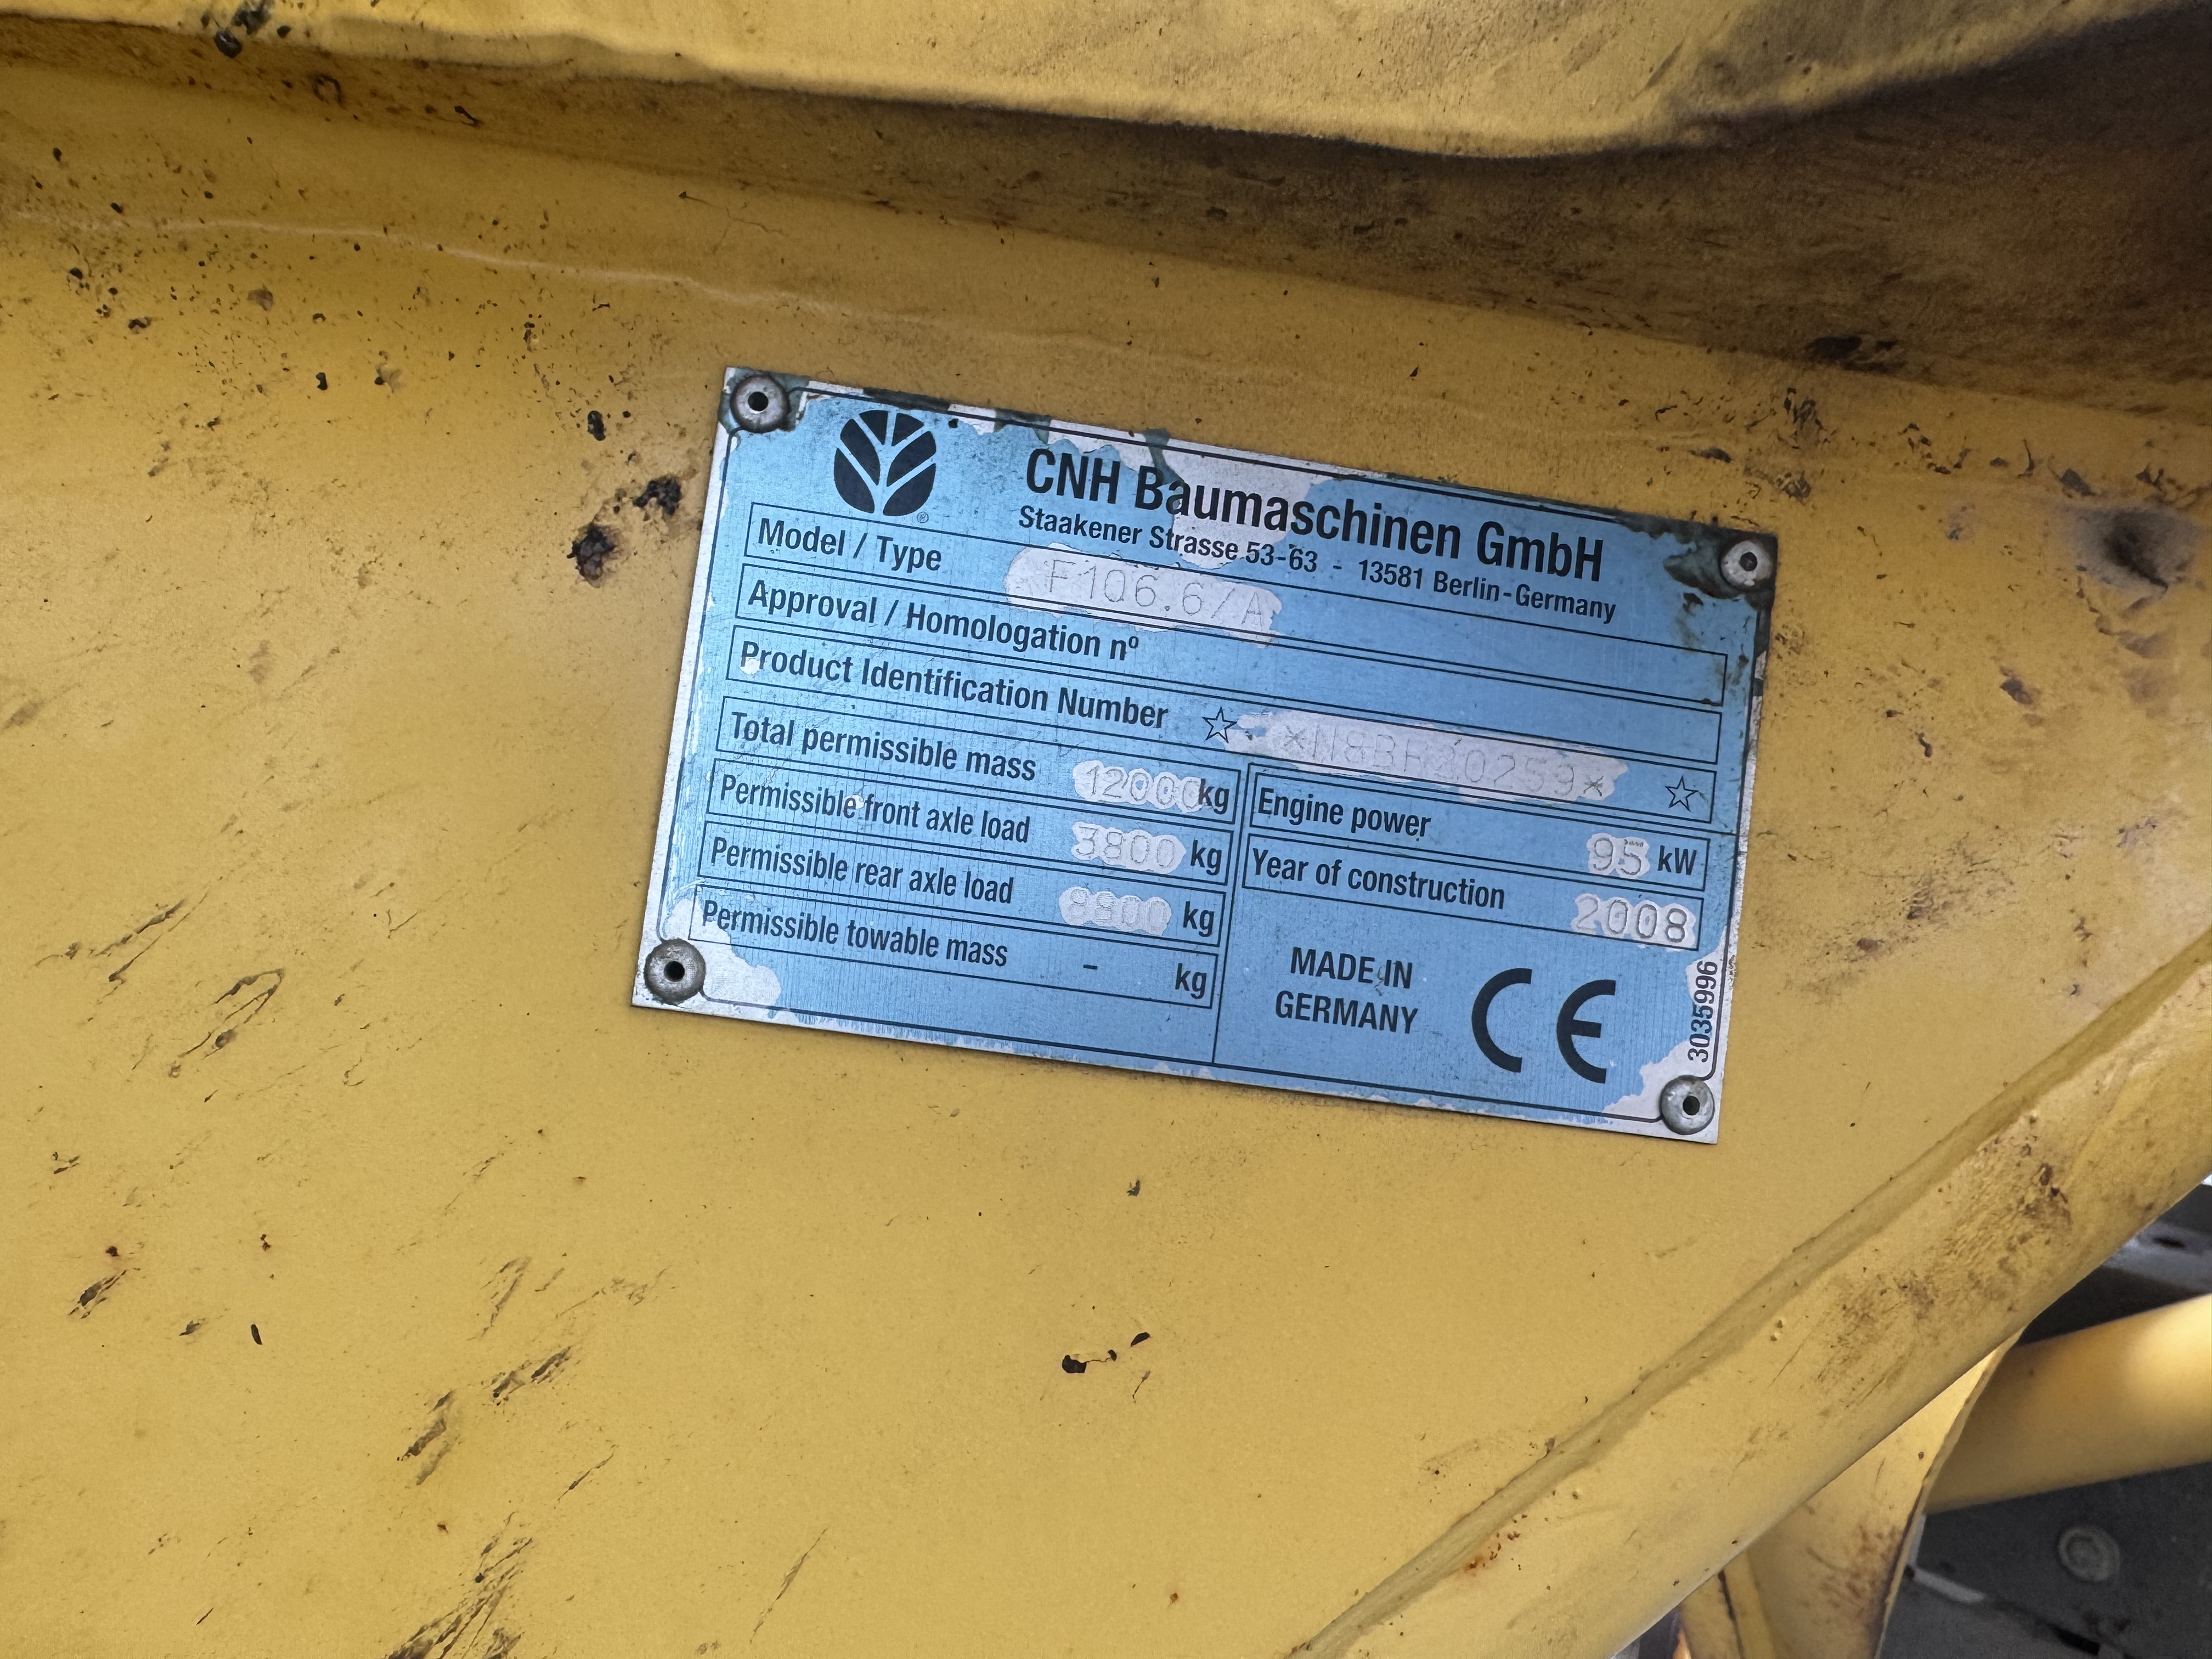 ®
CNH Baumaschinen GmbH
Staakener Strasse 53-63 - 13581 Berlin-Germany
Model / Type F106.6/A
Approval / Homologation nº
Product Identification Number
Total permissible mass 12000 kg
Permissible front axle load 3800 kg
Permissible rear axle load kg
Permissible towable mass - kg
Engine power 95 kW
Year of construction 2008
MADE IN
GERMANY
CE
3035996